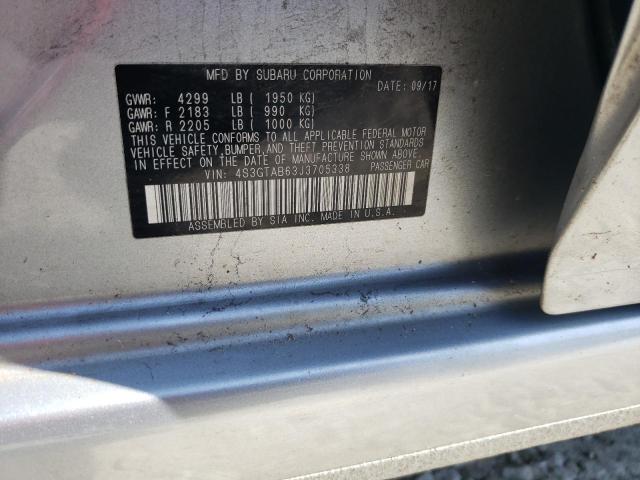 MFD BY SUBARU CORPORATION
DATE: 09/17
GVWR: 4299 LB ( 1950 KG)
GAWR: F 2183 LB ( 990 KG)
GAWR: R 2205 LB ( 1000 KG)
THIS VEHICLE CONFORMS TO ALL APPLICABLE FEDERAL MOTOR
VEHICLE SAFETY, BUMPER, AND THEFT PREVENTION STANDARDS
IN EFFECT ON THE DATE OF MANUFACTURE SHOWN ABOVE.
VIN: 4S3GTAB63J3705338 PASSENGER CAR
ASSEMBLED BY SIA INC. MADE IN U.S.A.